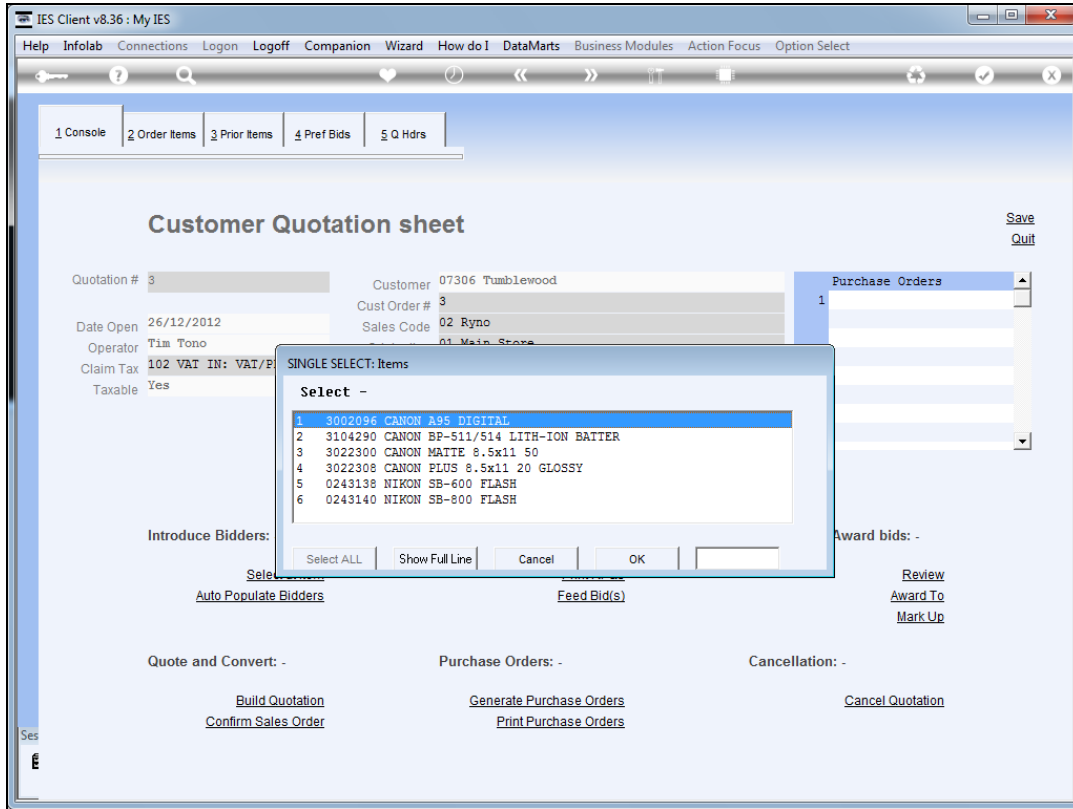 IES Client v8.36 : My IES
Help Infolab Connections Logon Logoff Companion Wizard How do I DataMarts Business Modules Action Focus Option Select
1 Console 2 Order Items 3 Prior Items 4 Pref Bids 5 Q Hdrs
Customer Quotation sheet
Save
Quit
Quotation # 3
Customer 07306 Tumblewood
Purchase Orders
Cust Order # 3
1
Date Open 26/12/2012
Sales Code 02 Ryno
Operator Tim Tono
01 Main Store
Claim Tax 102 VAT IN: VAT/P
Taxable Yes
SINGLE SELECT: Items
Select -
1 3002096 CANON A95 DIGITAL
2 3104290 CANON BP-511/514 LITH-ION BATTER
3 3022300 CANON MATTE 8.5x11 50
4 3022308 CANON PLUS 8.5x11 20 GLOSSY
5 0243138 NIKON SB-600 FLASH
6 0243140 NIKON SB-800 FLASH
Select ALL Show Full Line Cancel OK
Introduce Bidders:
Award bids: -
Review
Auto Populate Bidders
Feed Bid(s)
Award To
Mark Up
Quote and Convert: -
Purchase Orders: -
Cancellation: -
Build Quotation
Generate Purchase Orders
Cancel Quotation
Confirm Sales Order
Print Purchase Orders
Ses